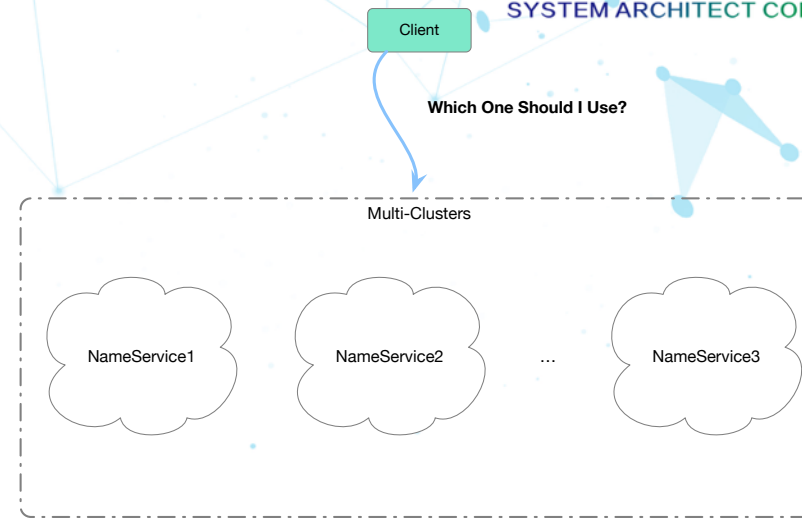 SYSTEM ARCHITECT
Client
Which One Should I Use?
Multi-Clusters
NameService1
NameService2
...
NameService3